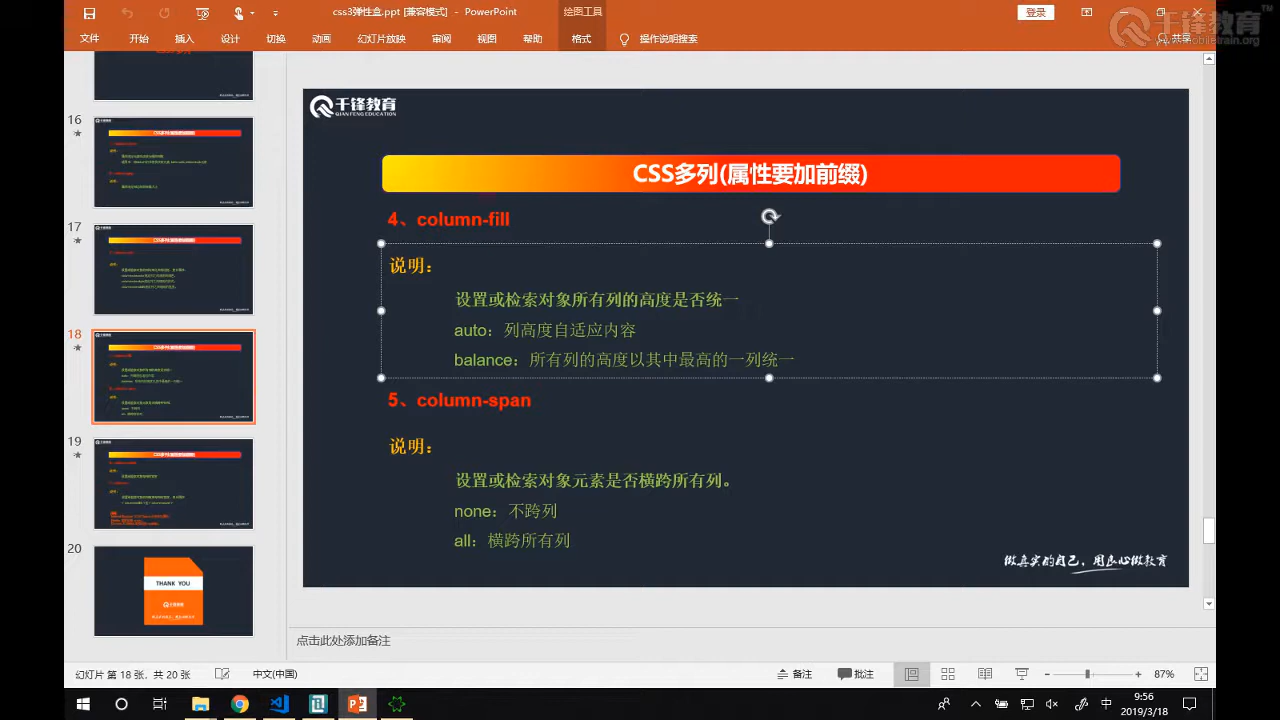 css3弹性盒.ppt [兼容模式] - PowerPoint
绘图工具
登录
千锋教育
www.mobiletrain.org
文件 开始 插入 设计 切换 动画 幻灯片放映 审阅 视图 帮助 格式 操作说明搜索 共享
16
17
18
19
20
THANK YOU
千锋教育
QIANFENG EDUCATION
CSS多列(属性要加前缀)
4、column-fill
说明：
设置或检索对象所有列的高度是否统一
auto：列高度自适应内容
balance：所有列的高度以其中最高的一列统一
5、column-span
说明：
设置或检索对象元素是否横跨所有列。
none：不跨列
all：横跨所有列
做真实的自己，用良心做教育
点击此处添加备注
幻灯片 第 18 张，共 20 张 中文(中国) 备注 批注 87%
中 9:56
2019/3/18